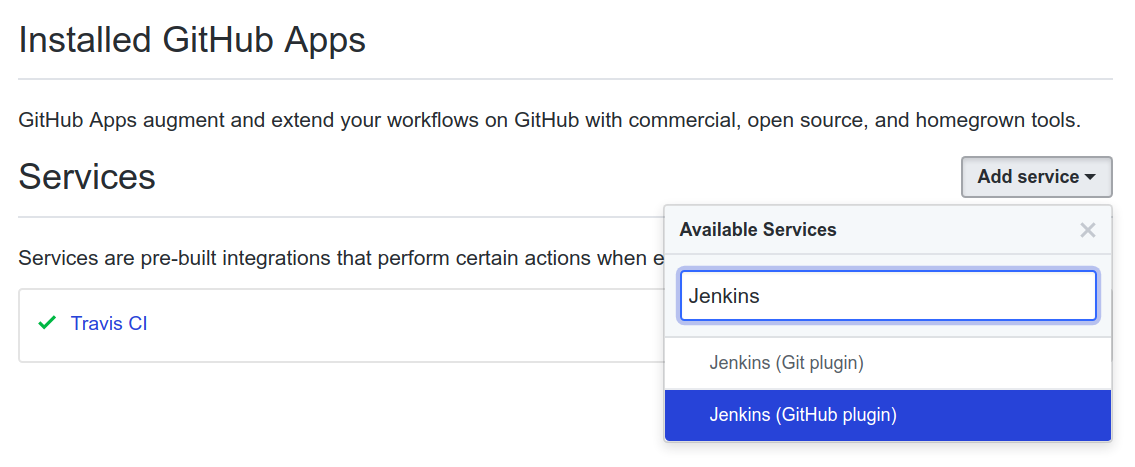 Installed GitHub Apps
GitHub Apps augment and extend your workflows on GitHub with commercial, open source, and homegrown tools.
Services
Add service
Services are pre-built integrations that perform certain actions when e
Travis CI
Available Services
Jenkins
Jenkins (Git plugin)
Jenkins (GitHub plugin)